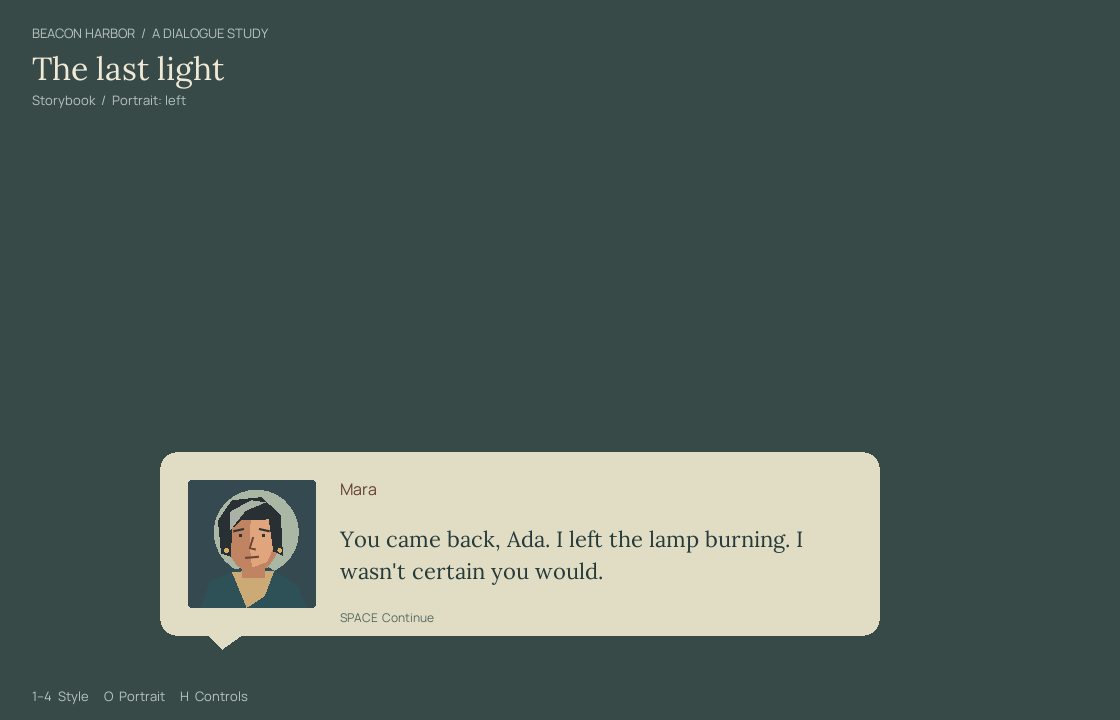 BEACON HARBOR / A DIALOGUE STUDY
The last light
Storybook / Portrait: left
Mara
You came back, Ada. I left the lamp burning. I
wasn't certain you would.
SPACE Continue
1–4 Style O Portrait H Controls